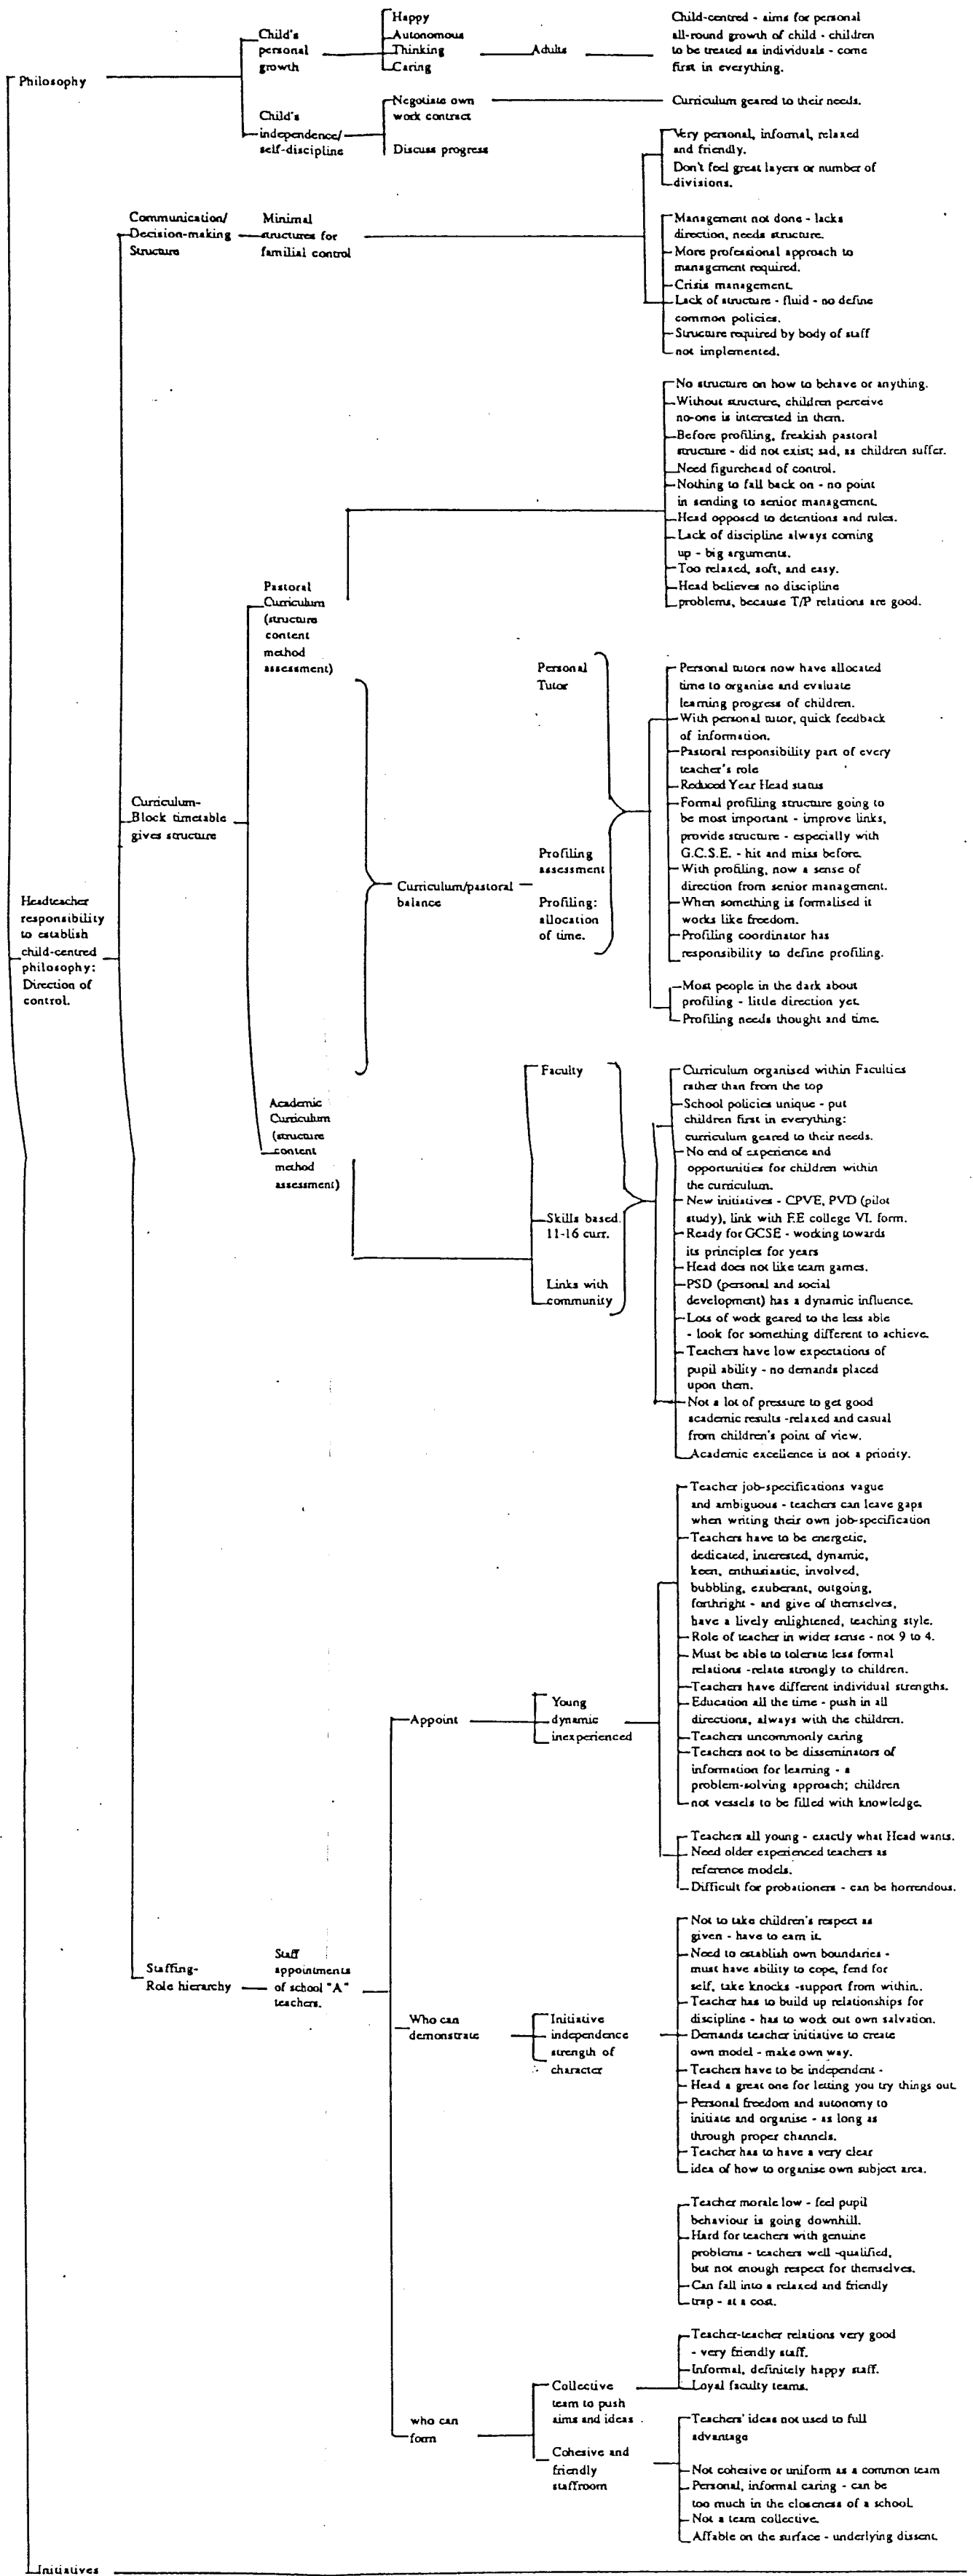 Philosophy
Child's
personal
growth
Happy
Autonomous
Thinking
Caring
Adults
Child-centred - aims for personal
all-round growth of child - children
to be treated as individuals - come
first in everything.
Child's
independence/
self-discipline
Negotiate own
work contract
Discuss progress
Curriculum geared to their needs.
Headteacher
responsibility
to establish
child-centred
philosophy:
Direction of
control.
Communication/
Decision-making
Structure
Minimal
structures for
familial control
Very personal, informal, relaxed
and friendly.
Don't feel great layers or number of
divisions.
Management not done - lacks
direction, needs structure.
More professional approach to
management required.
Crisis management.
Lack of structure - fluid - no define
common policies.
Structure required by body of staff
not implemented.
Curriculum-
Block timetable
gives structure
Pastoral
Curriculum
(structure
content
method
assessment)
No structure on how to behave or anything.
Without structure, children perceive
no-one is interested in them.
Before profiling, freakish pastoral
structure - did not exist; sad, as children suffer.
Need figurehead of control.
Nothing to fall back on - no point
in sending to senior management.
Head opposed to detentions and rules.
Lack of discipline always coming
up - big arguments.
Too relaxed, soft, and easy.
Head believes no discipline
problems, because T/P relations are good.
Curriculum/pastoral
balance
Personal
Tutor
Profiling
assessment
Profiling:
allocation
of time.
Personal tutors now have allocated
time to organise and evaluate
learning progress of children.
With personal tutor, quick feedback
of information.
Pastoral responsibility part of every
teacher's role
Reduced Year Head status
Formal profiling structure going to
be most important - improve links,
provide structure - especially with
G.C.S.E. - hit and miss before.
With profiling, now a sense of
direction from senior management.
When something is formalised it
works like freedom.
Profiling coordinator has
responsibility to define profiling.
Most people in the dark about
profiling - little direction yet.
Profiling needs thought and time.
Academic
Curriculum
(structure
content
method
assessment)
Faculty
Skills based.
11-16 curr.
Links with
community
Curriculum organised within Faculties
rather than from the top
School policies unique - put
children first in everything:
curriculum geared to their needs.
No end of experience and
opportunities for children within
the curriculum.
New initiatives - CPVE, PVD (pilot
study), link with F.E college VI. form.
Ready for GCSE - working towards
its principles for years
Head does not like team games.
PSD (personal and social
development) has a dynamic influence.
Lots of work geared to the less able
- look for something different to achieve.
Teachers have low expectations of
pupil ability - no demands placed
upon them.
Not a lot of pressure to get good
academic results -relaxed and casual
from children's point of view.
Academic excellence is not a priority.
Staffing-
Role hierarchy
Staff
appointments
of school "A"
teachers.
Appoint
Young
dynamic
inexperienced
Teacher job-specifications vague
and ambiguous - teachers can leave gaps
when writing their own job-specification
Teachers have to be energetic,
dedicated, interested, dynamic,
keen, enthusiastic, involved,
bubbling, exuberant, outgoing,
forthright - and give of themselves,
have a lively enlightened, teaching style.
Role of teacher in wider sense - not 9 to 4.
Must be able to tolerate less formal
relations -relate strongly to children.
Teachers have different individual strengths.
Education all the time - push in all
directions, always with the children.
Teachers uncommonly caring
Teachers not to be disseminators of
information for learning - a
problem-solving approach; children
not vessels to be filled with knowledge.
Teachers all young - exactly what Head wants.
Need older experienced teachers as
reference models.
Difficult for probationers - can be horrendous.
Who can
demonstrate
Initiative
independence
strength of
character
Not to take children's respect as
given - have to earn it.
Need to establish own boundaries -
must have ability to cope, fend for
self, take knocks -support from within..
Teacher has to build up relationships for
discipline - has to work out own salvation.
Demands teacher initiative to create
own model - make own way.
Teachers have to be independent -
Head a great one for letting you try things out.
Personal freedom and autonomy to
initiate and organise - as long as
through proper channels.
Teacher has to have a very clear
idea of how to organise own subject area.
Teacher morale low - feel pupil
behaviour is going downhill.
Hard for teachers with genuine
problems - teachers well -qualified,
but not enough respect for themselves.
Can fall into a relaxed and friendly
trap - at a cost.
who can
form
Collective
team to push
aims and ideas
Teacher-teacher relations very good
- very friendly staff.
Informal, definitely happy staff.
Loyal faculty teams.
Cohesive and
friendly
staffroom
Teachers' ideas not used to full
advantage
Not cohesive or uniform as a common team
Personal, informal caring - can be
too much in the closeness of a school.
Not a team collective.
Affable on the surface - underlying dissent.
Initiatives